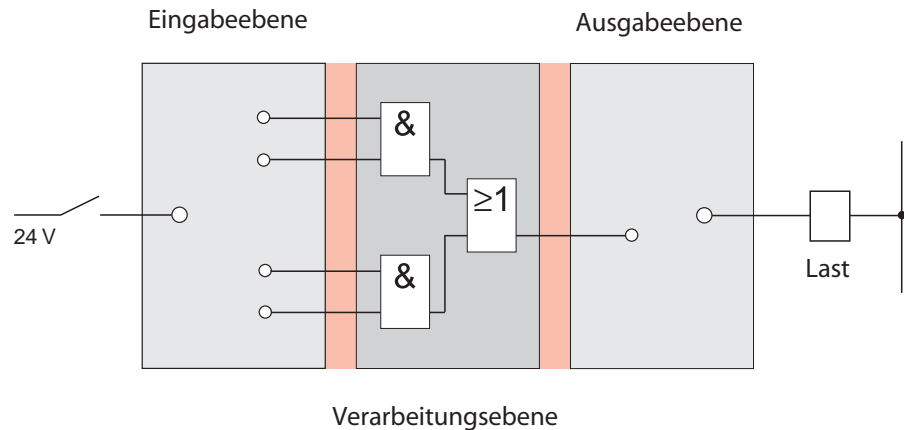 Eingabeebene
Ausgabeebene
&
≥1
24 V
&
Last
Verarbeitungsebene